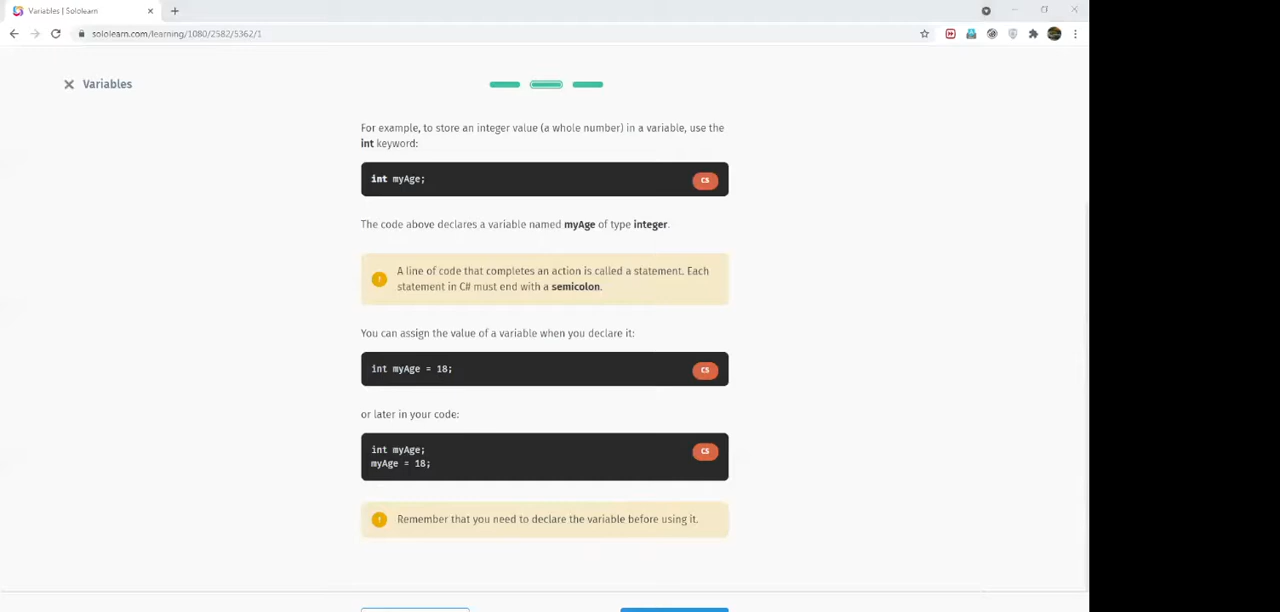 Variables | Sololearn
sololearn.com/learning/1080/2582/5362/1
Variables
For example, to store an integer value (a whole number) in a variable, use the
int keyword:
int myAge;
CS
The code above declares a variable named myAge of type integer.
A line of code that completes an action is called a statement. Each
statement in C# must end with a semicolon.
You can assign the value of a variable when you declare it:
int myAge = 18;
CS
or later in your code:
int myAge;
CS
myAge = 18;
Remember that you need to declare the variable before using it.